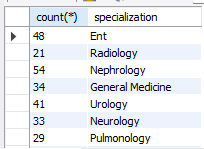 count(*) specialization
48 Ent
21 Radiology
54 Nephrology
34 General Medicine
41 Urology
33 Neurology
29 Pulmonology